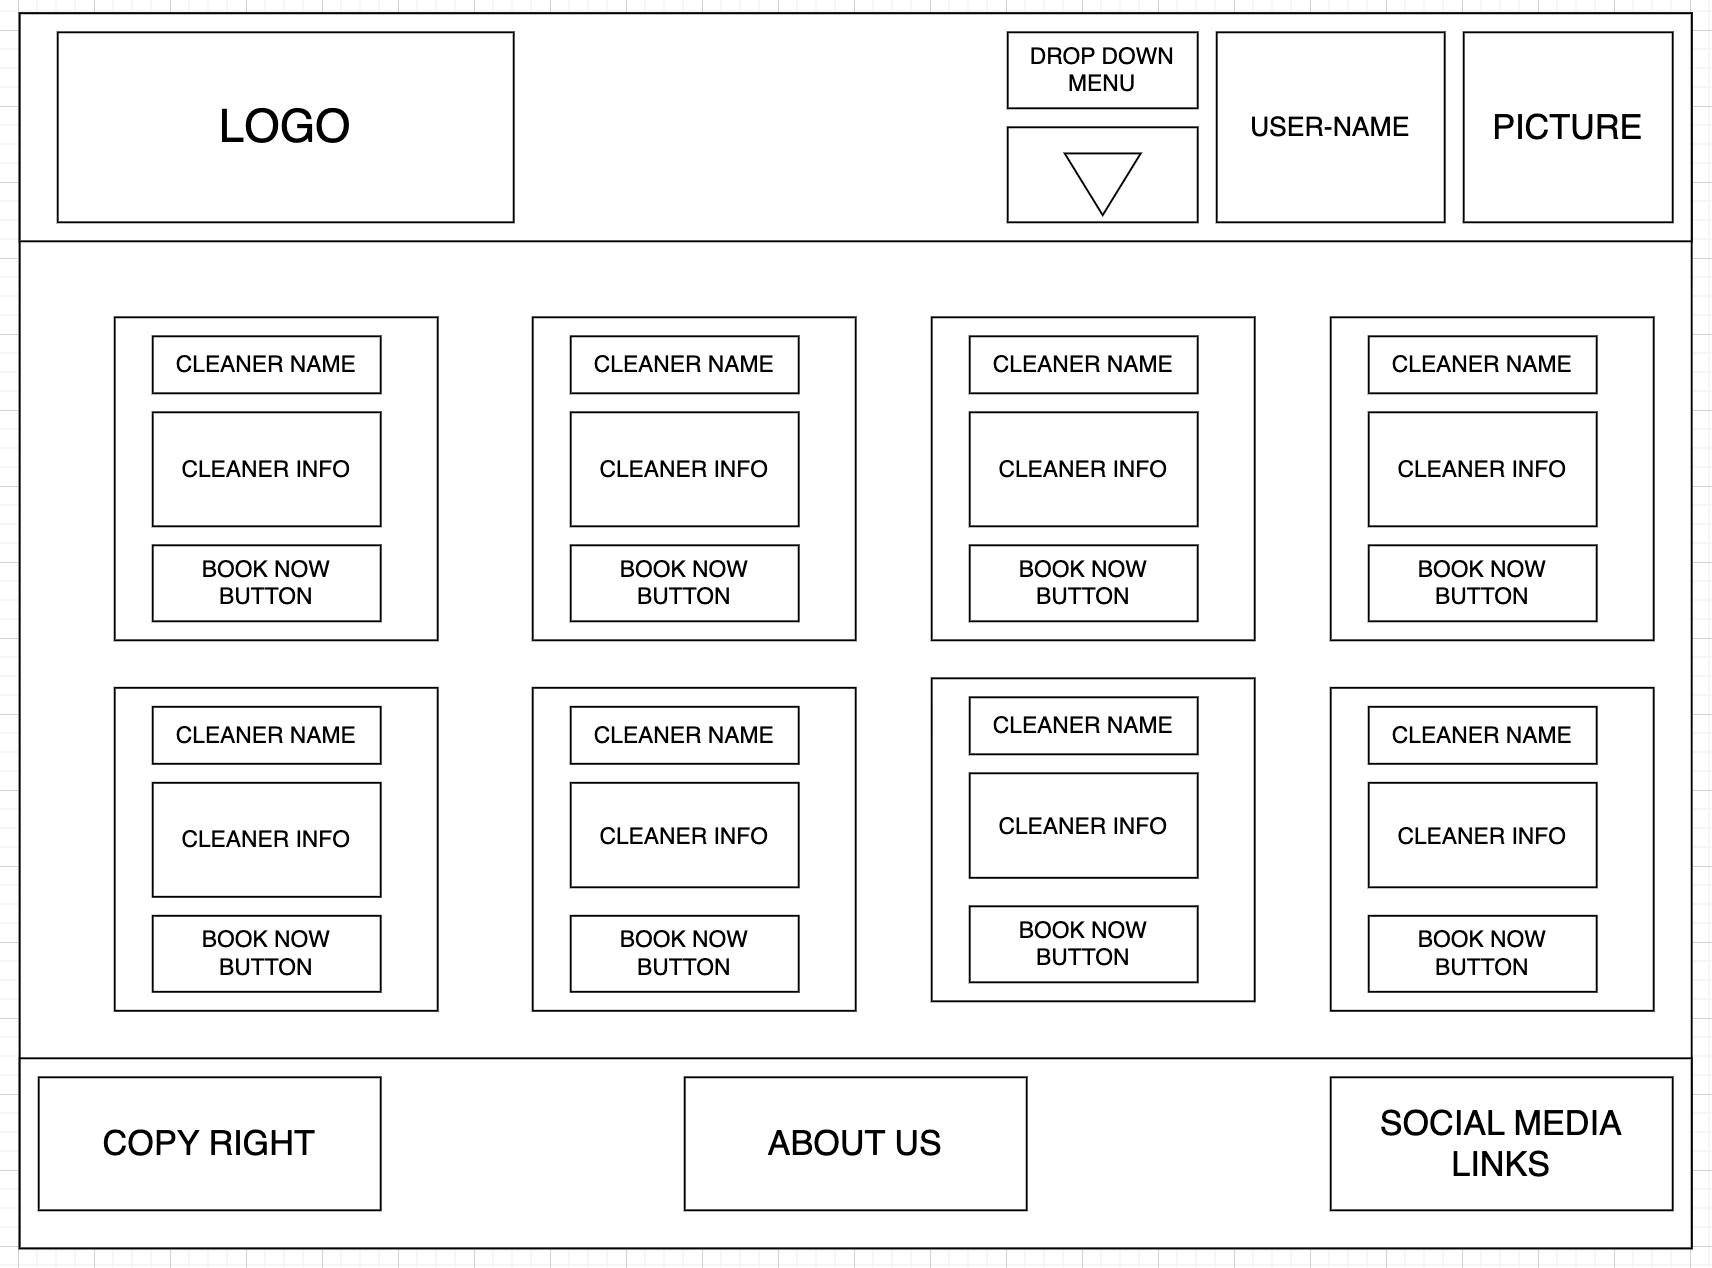 LOGO
DROP DOWN
MENU
USER-NAME
PICTURE
CLEANER NAME
CLEANER INFO
BOOK NOW
BUTTON
CLEANER NAME
CLEANER INFO
BOOK NOW
BUTTON
CLEANER NAME
CLEANER INFO
BOOK NOW
BUTTON
CLEANER NAME
CLEANER INFO
BOOK NOW
BUTTON
CLEANER NAME
CLEANER INFO
BOOK NOW
BUTTON
CLEANER NAME
CLEANER INFO
BOOK NOW
BUTTON
CLEANER NAME
CLEANER INFO
BOOK NOW
BUTTON
CLEANER NAME
CLEANER INFO
BOOK NOW
BUTTON
COPY RIGHT
ABOUT US
SOCIAL MEDIA
LINKS